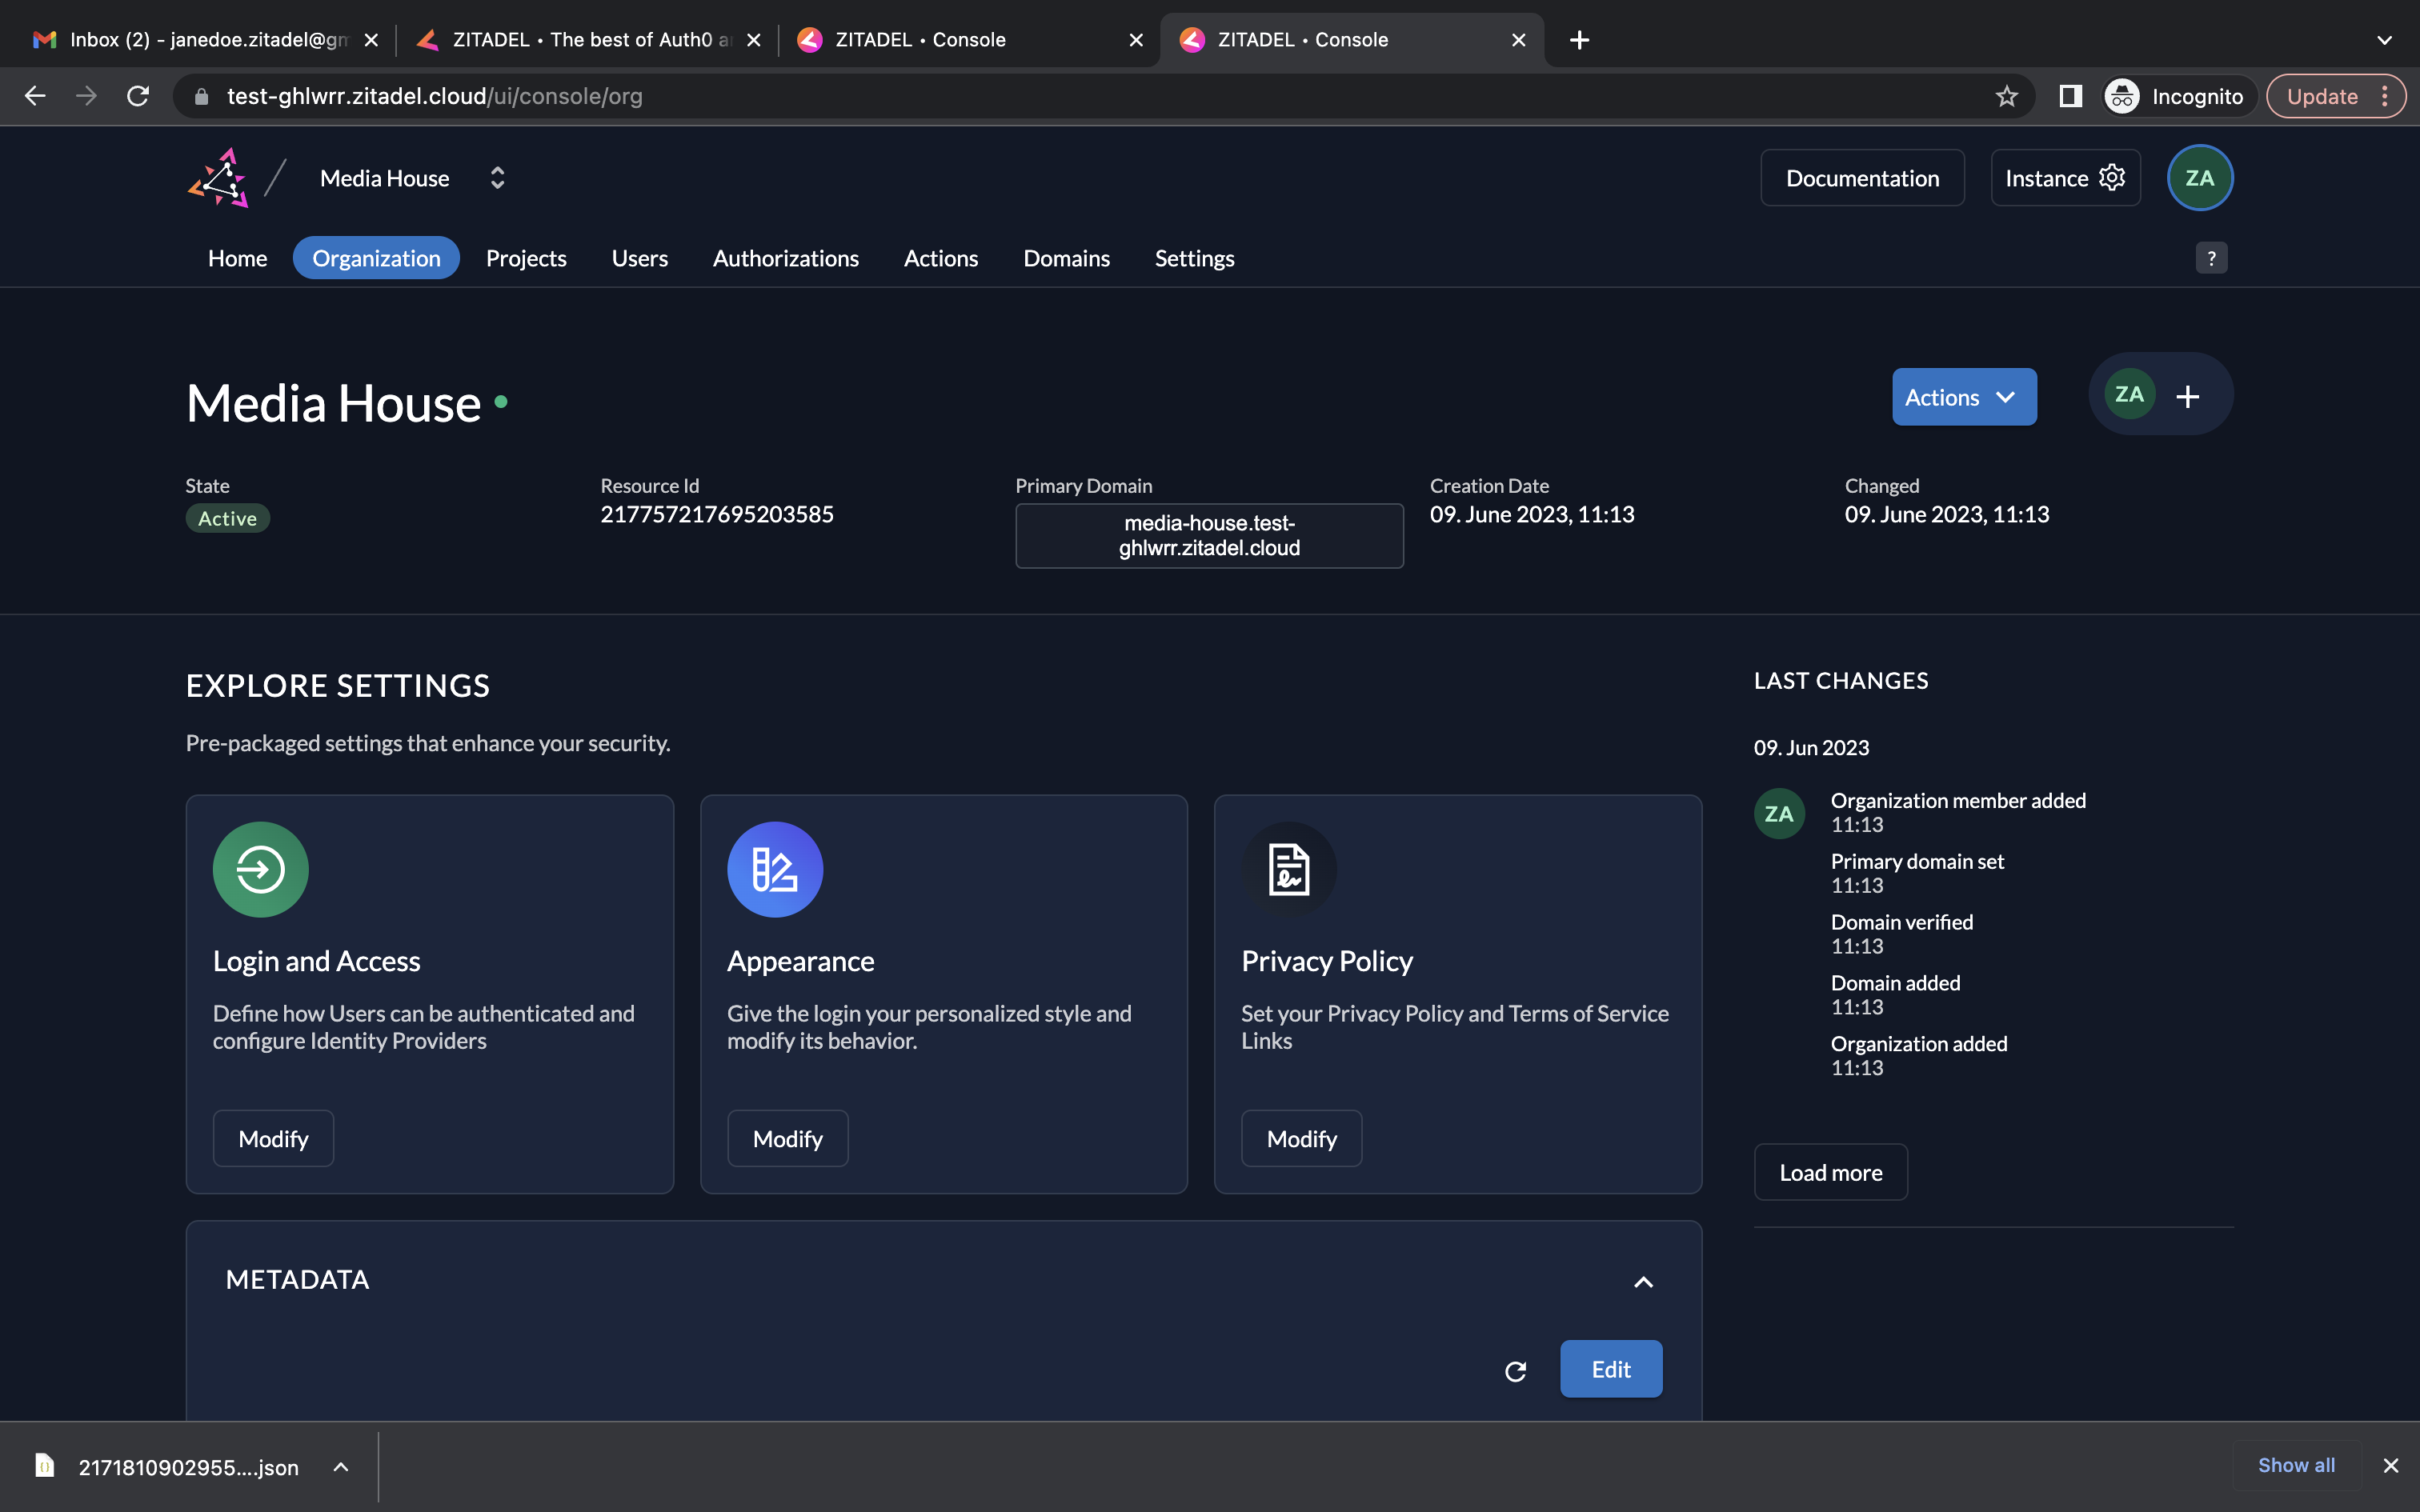 Inbox (2) - janedoe.zitadel@gm
ZITADEL • The best of Auth0 a
ZITADEL • Console
ZITADEL • Console
test-ghlwrr.zitadel.cloud/ui/console/org
Incognito
Update
Media House
Documentation
Instance
ZA
Home
Organization
Projects
Users
Authorizations
Actions
Domains
Settings
?
Media House
Actions
ZA
State
Active
Resource Id
217757217695203585
Primary Domain
media-house.test-
ghlwrr.zitadel.cloud
Creation Date
09. June 2023, 11:13
Changed
09. June 2023, 11:13
EXPLORE SETTINGS
Pre-packaged settings that enhance your security.
Login and Access
Define how Users can be authenticated and
configure Identity Providers
Modify
Appearance
Give the login your personalized style and
modify its behavior.
Modify
Privacy Policy
Set your Privacy Policy and Terms of Service
Links
Modify
LAST CHANGES
09. Jun 2023
ZA
Organization member added
11:13
Primary domain set
11:13
Domain verified
11:13
Domain added
11:13
Organization added
11:13
Load more
METADATA
Edit
2171810902955....json
Show all